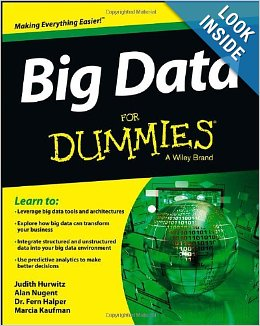 Making Everything Easier!™
LOOK
INSIDE!
Big Data
FOR
DUMMIES®
A Wiley Brand
Learn to:
• Leverage big data tools and architectures
• Explore how big data can transform
your business
• Integrate structured and unstructured
data into your big data environment
• Use predictive analytics to make
better decisions
Judith Hurwitz
Alan Nugent
Dr. Fern Halper
Marcia Kaufman